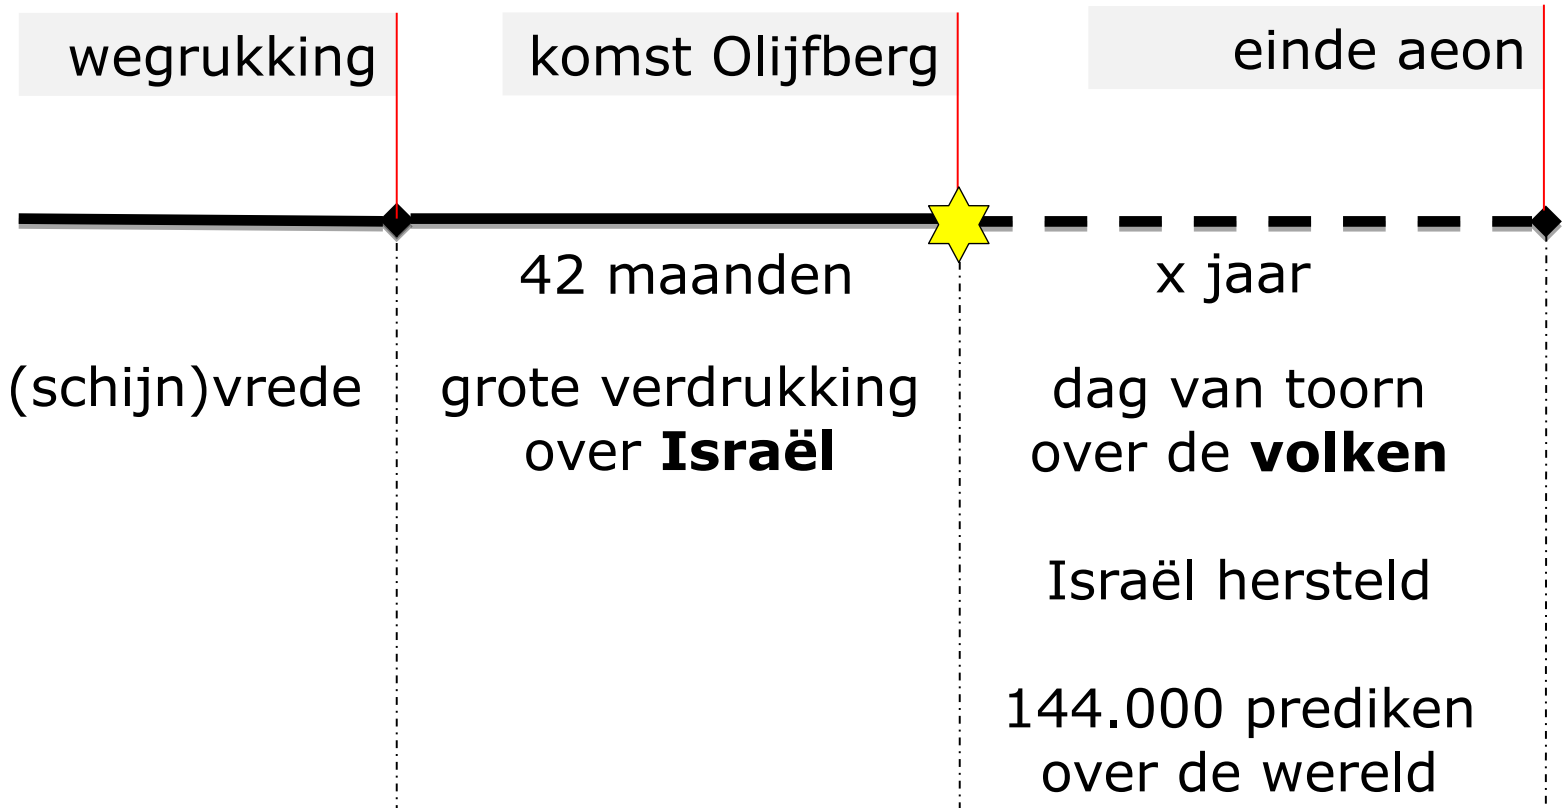 wegrukking
komst Olijfberg
einde aeon
42 maanden
x jaar
(schijn)vrede
grote verdrukking
over Israël
dag van toorn
over de volken
Israël hersteld
144.000 prediken
over de wereld